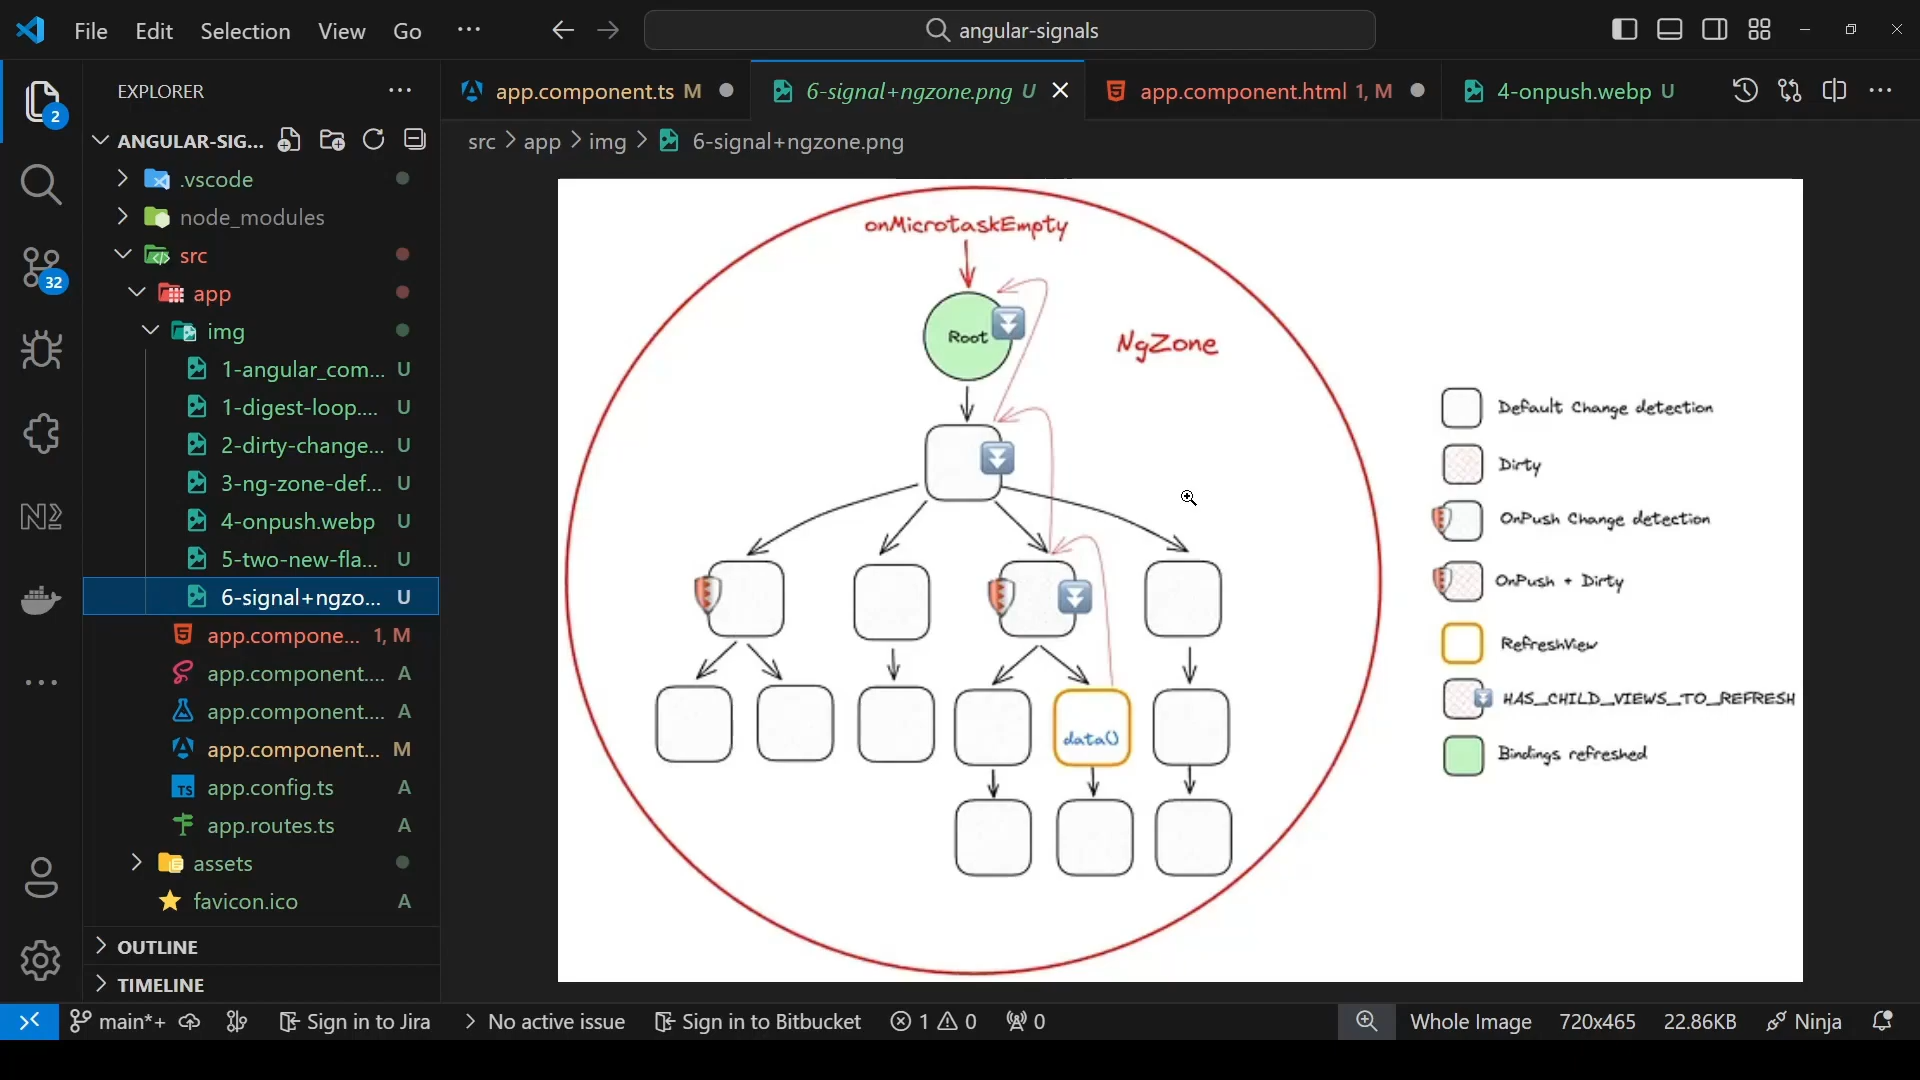 File Edit Selection View Go ···
angular-signals
EXPLORER ···
app.component.ts M
6-signal+ngzone.png U
app.component.html 1, M
4-onpush.webp U
ANGULAR-SIG...
src > app > img > 6-signal+ngzone.png
.vscode
node_modules
src
app
img
1-angular_com... U
1-digest-loop.... U
2-dirty-change... U
3-ng-zone-def... U
4-onpush.webp U
5-two-new-fla... U
6-signal+ngzo... U
app.compone... 1, M
app.component.... A
app.component.... A
app.component... M
app.config.ts A
app.routes.ts A
assets
favicon.ico A
OUTLINE
TIMELINE
2
32
onMicrotaskEmpty
Root
NgZone
data()
Default Change detection
Dirty
OnPush Change detection
OnPush + Dirty
RefreshView
HAS_CHILD_VIEWS_TO_REFRESH
Bindings refreshed
main*+ Sign in to Jira > No active issue Sign in to Bitbucket 1 0 0 Whole Image 720x465 22.86KB Ninja